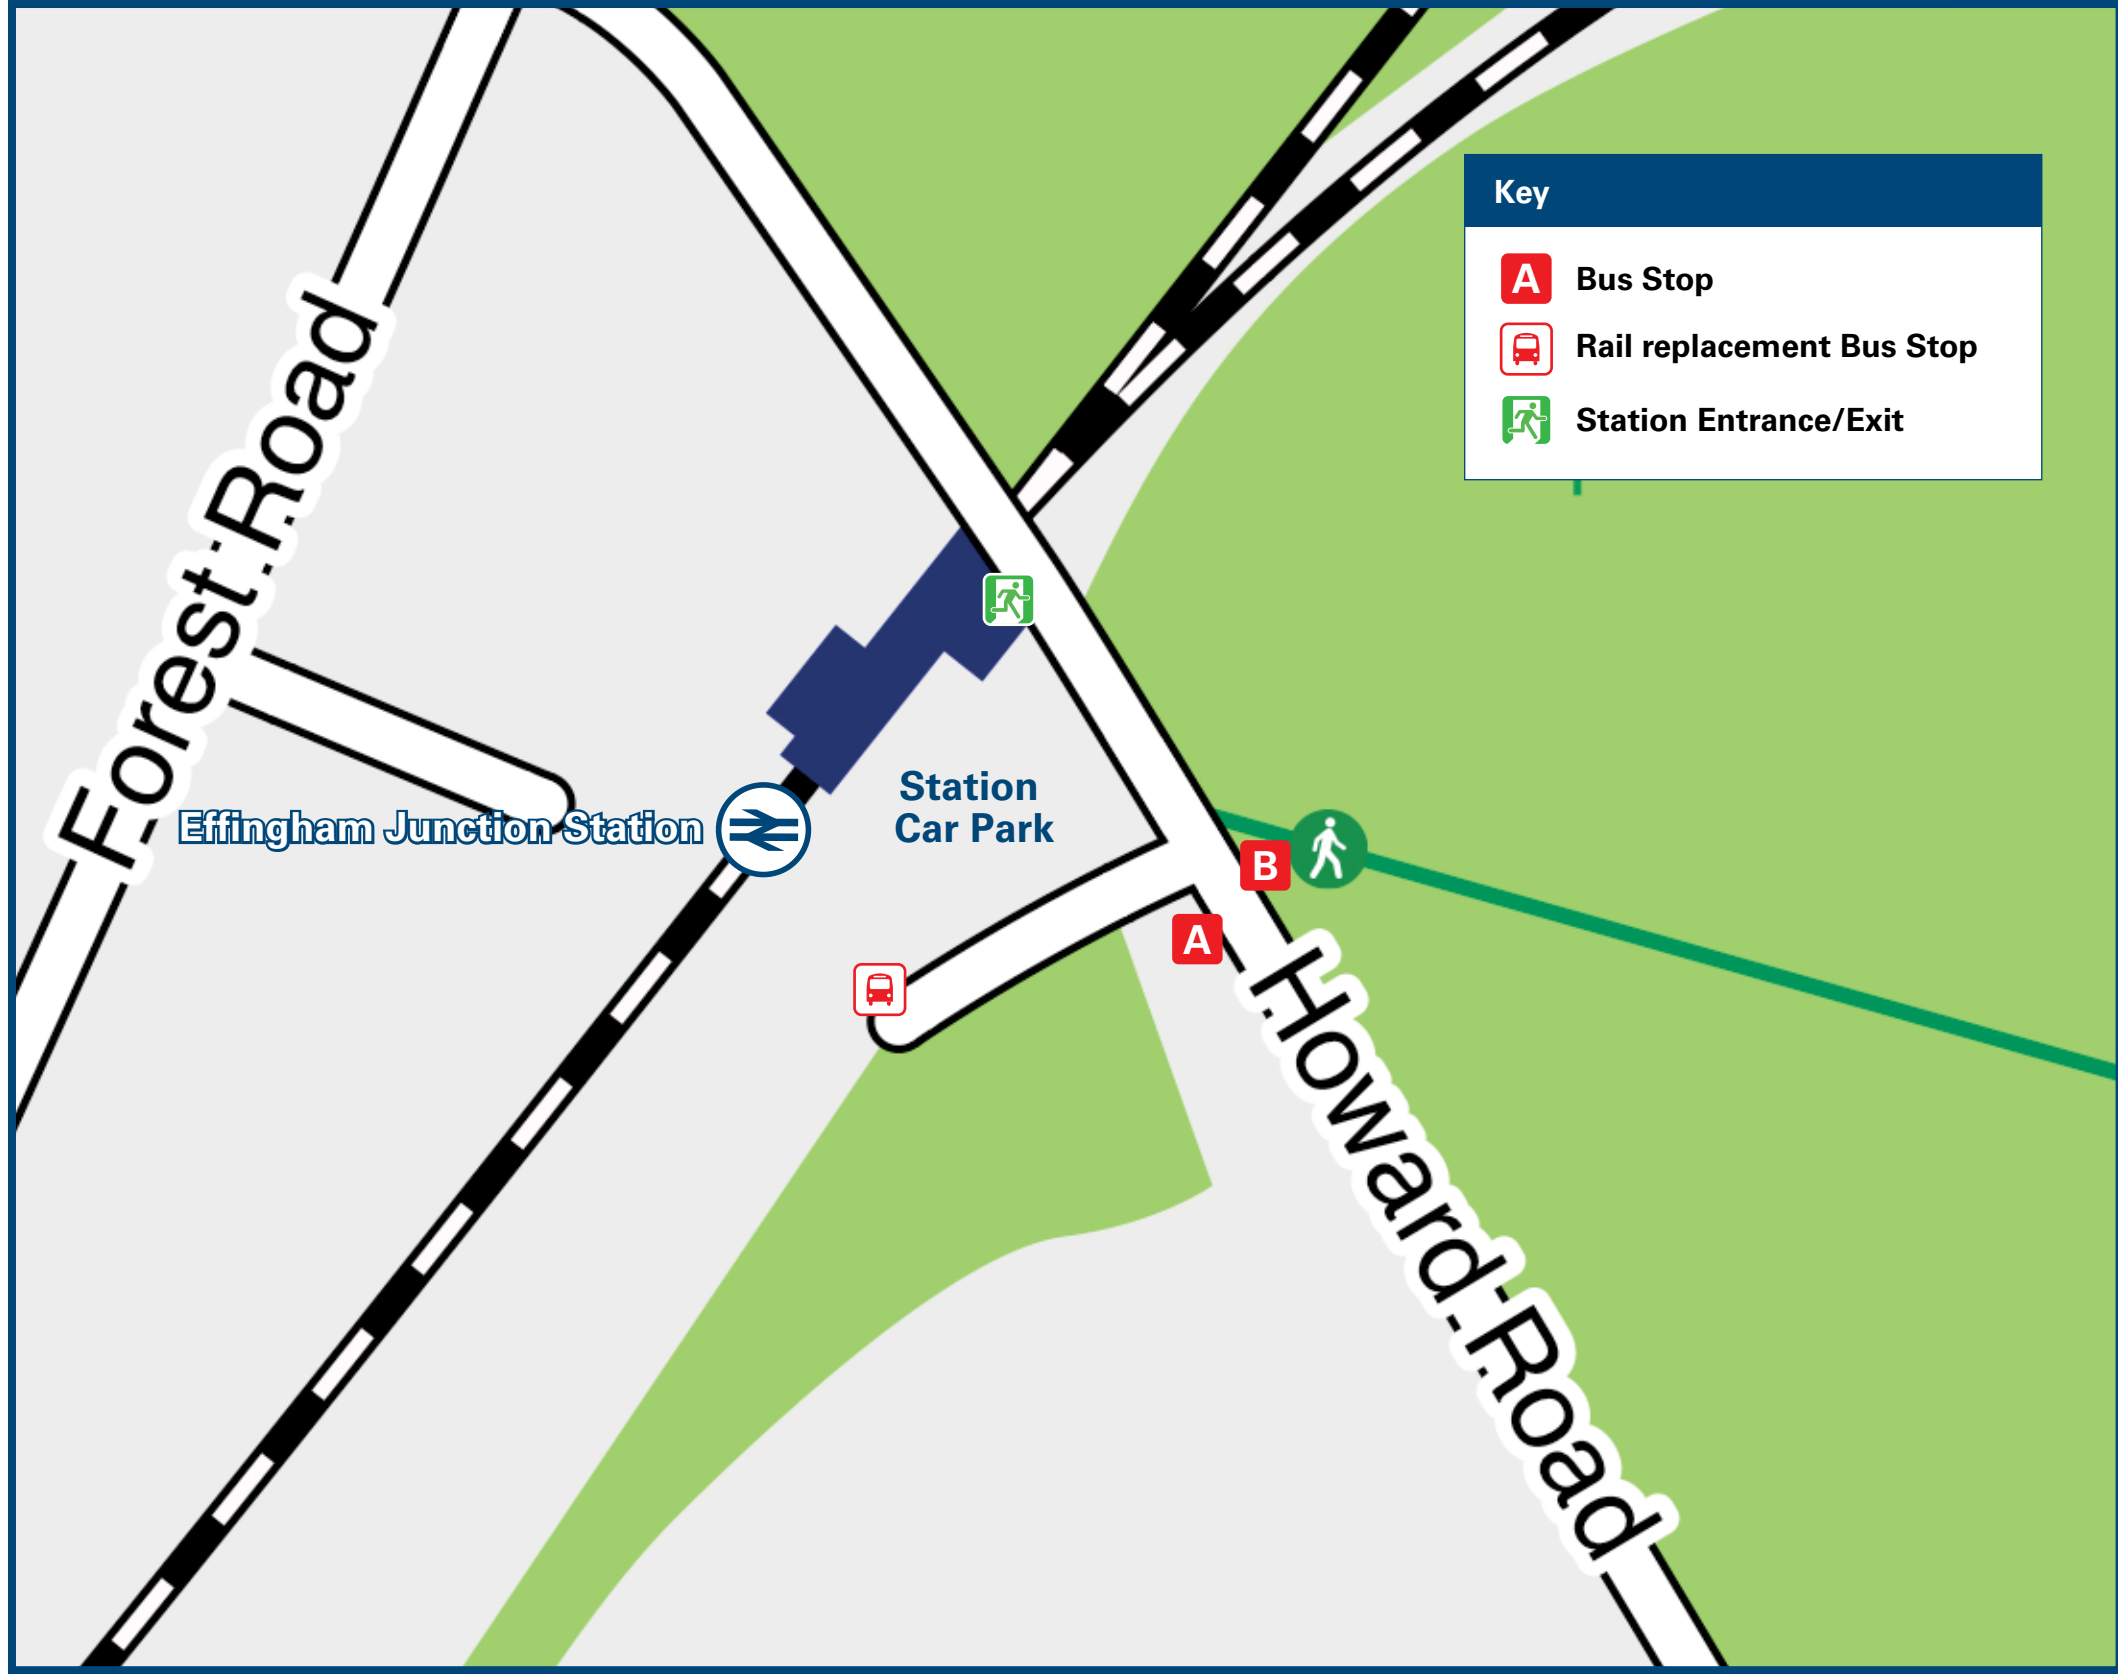 Key
A
Bus Stop
Rail replacement Bus Stop
Station Entrance/Exit
Forest Road
Effingham Junction Station
Station
Car Park
B
A
Howard Road